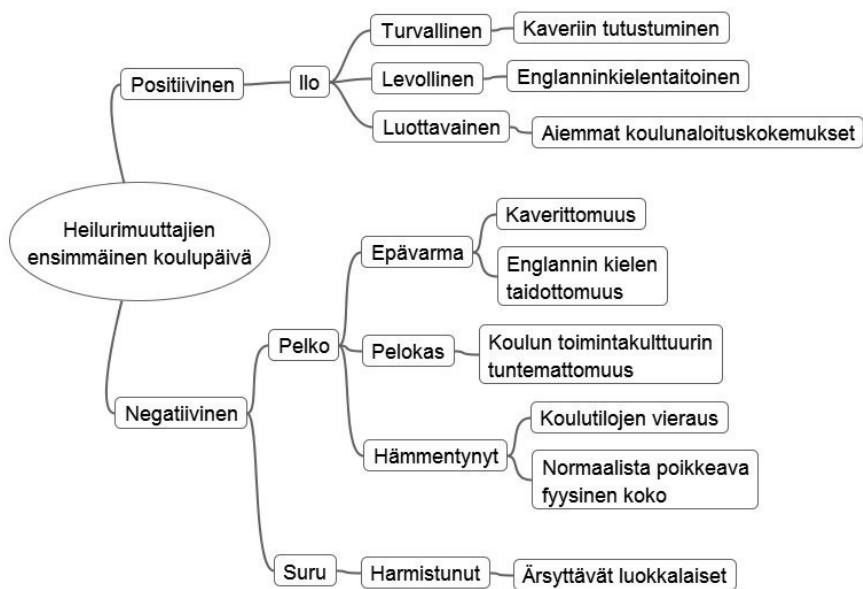 Heilurimuuttajien
ensimmäinen koulupäivä
Positiivinen
Ilo
Turvallinen
Kaveriin tutustuminen
Levollinen
Englanninkielentaitoinen
Luottavainen
Aiemmat koulunaloituskokemukset
Negatiivinen
Pelko
Epävarma
Kaverittomuus
Englannin kielen
taidottomuus
Pelokas
Koulun toimintakulttuurin
tuntemattomuus
Hämmentynyt
Koulutilojen vieraus
Normaalista poikkeava
fyysinen koko
Suru
Harmistunut
Ärsyttävät luokkalaiset